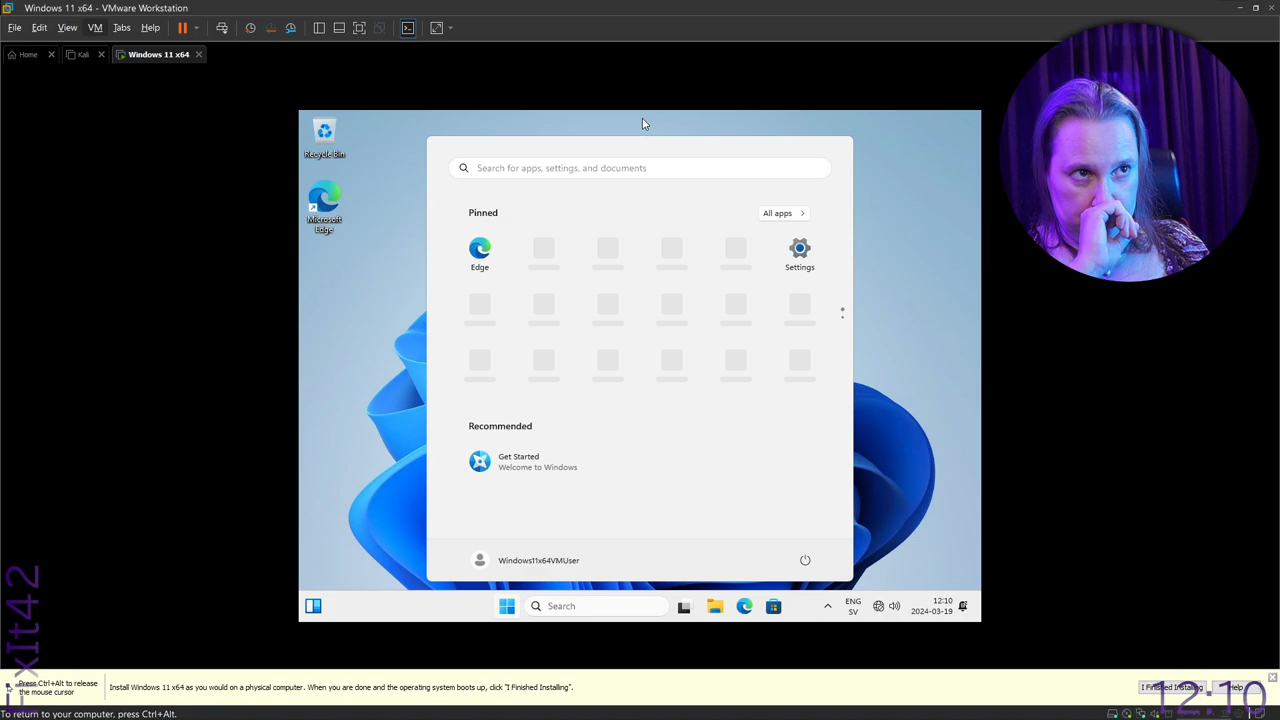 Windows 11 x64 - VMware Workstation
File Edit View VM Tabs Help
Home Kali Windows 11 x64
Recycle Bin
Microsoft
Edge
Search for apps, settings, and documents
Pinned
All apps
Edge
Settings
Recommended
Get Started
Welcome to Windows
Windows11x64VMUser
Search
ENG
SV
12:10
2024-03-19
ExIt42
Press Ctrl+Alt to release
the mouse cursor
Install Windows 11 x64 as you would on a physical computer. When you are done and the operating system boots up, click "I Finished Installing".
I Finished Installing
Help
12:10
To return to your computer, press Ctrl+Alt.